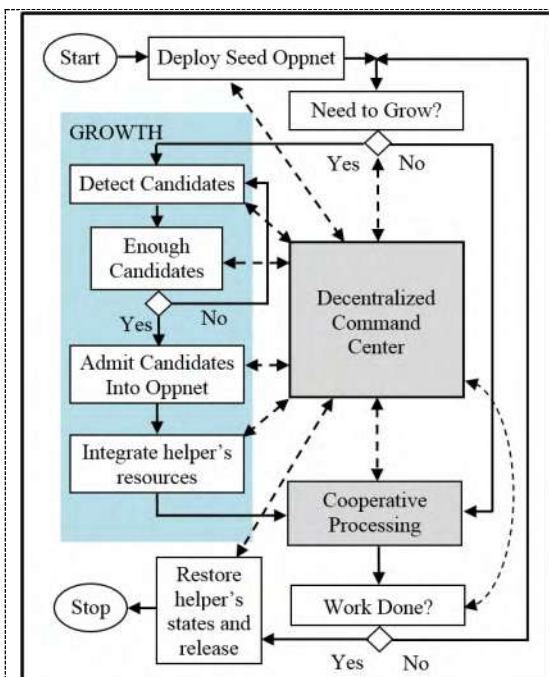 Start
Deploy Seed Oppnet
Need to Grow?
GROWTH
Yes
No
Detect Candidates
Enough
Candidates
Yes
No
Decentralized
Command
Center
Admit Candidates
Into Oppnet
Integrate helper's
resources
Cooperative
Processing
Restore
helper's
states and
release
Stop
Work Done?
Yes
No